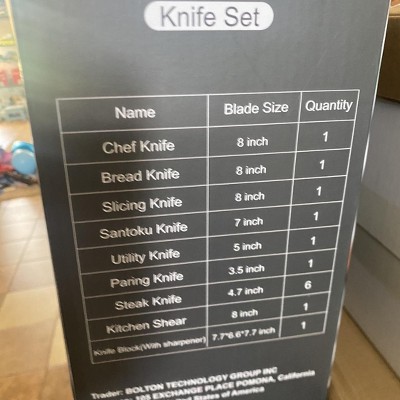 Knife Set
Name Blade Size Quantity
Chef Knife 8 inch 1
Bread Knife 8 inch 1
Slicing Knife 8 inch 1
Santoku Knife 7 inch 1
Utility Knife 5 inch 1
Paring Knife 3.5 inch 1
Steak Knife 4.7 inch 6
Kitchen Shear 8 inch 1
Knife Block(With sharpener) 7.7*6.6*7.7 inch 1
Trader: BOLTON TECHNOLOGY GROUP INC
195 EXCHANGE PLACE POMONA, California
United States of America